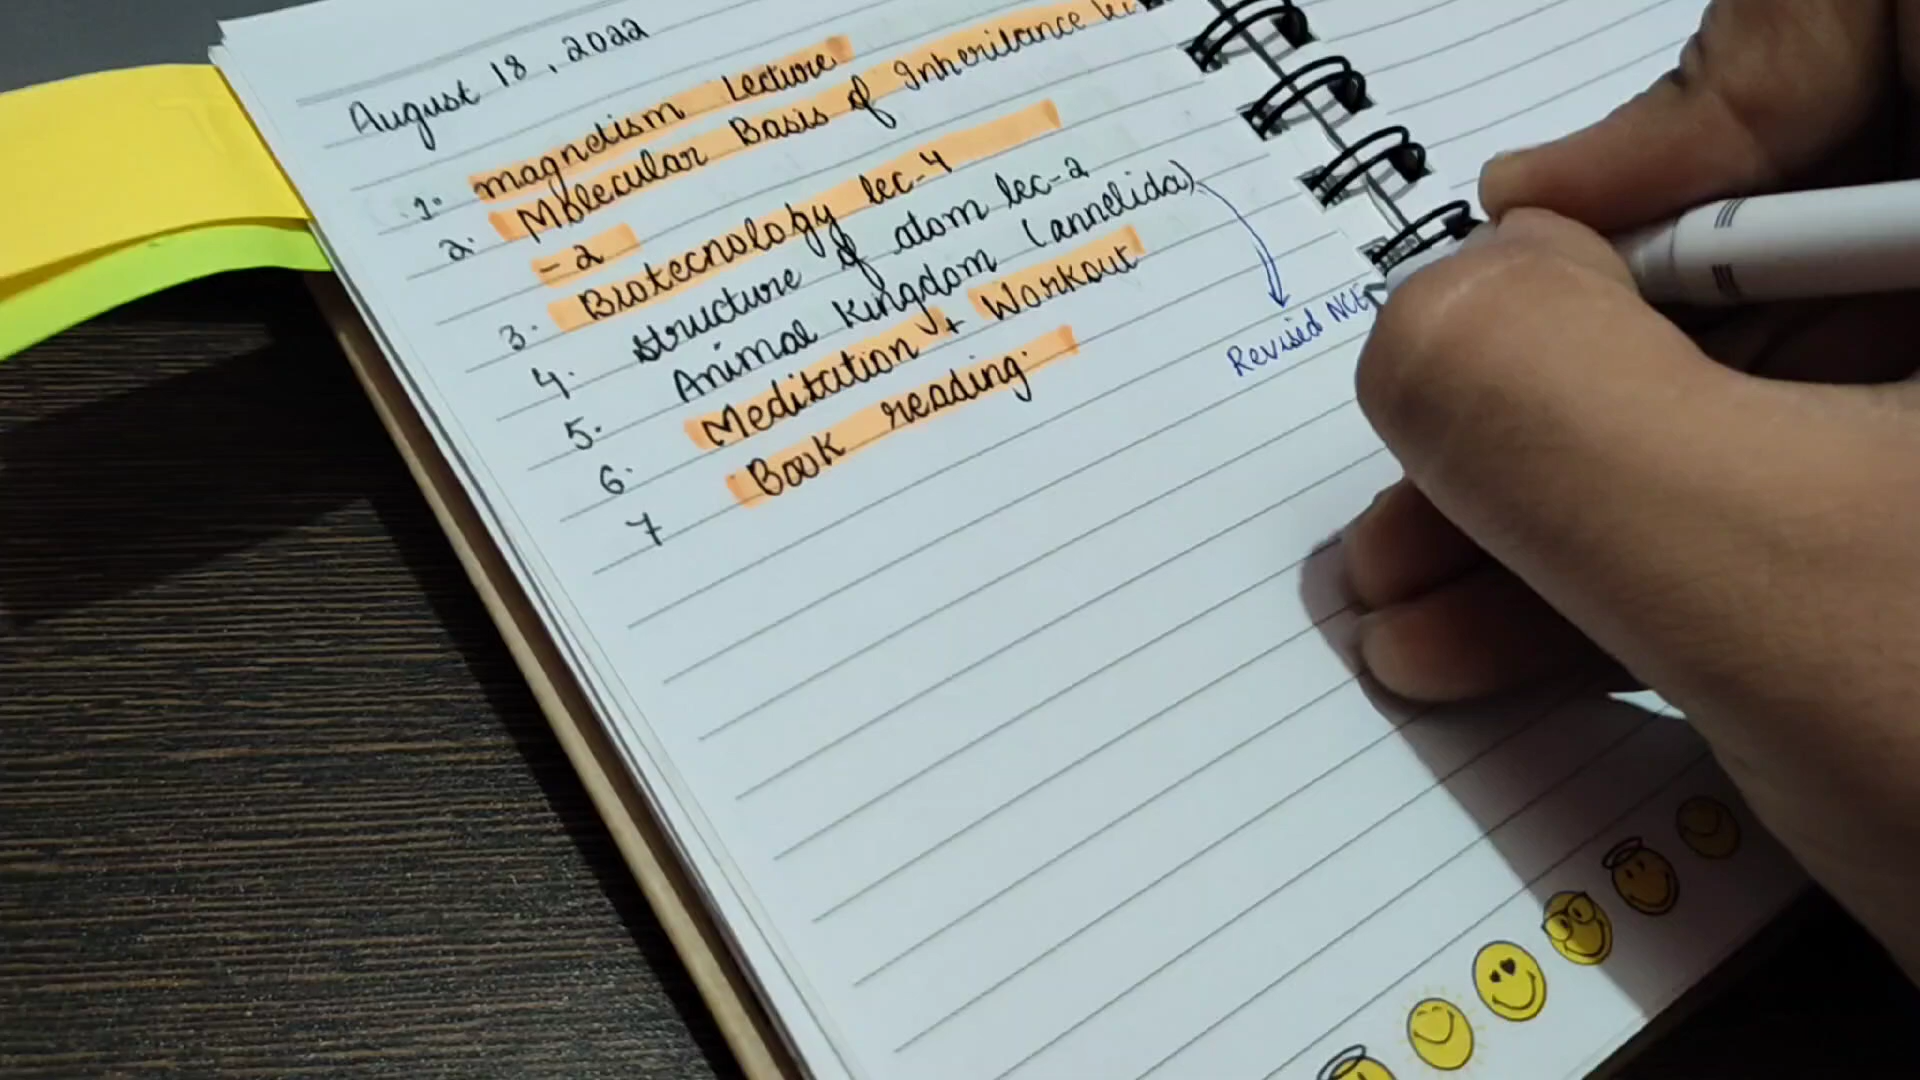 August 18, 2022
1. Magnetism Lecture
2. Molecular Basis of Inheritance
- 2
3. Biotecnology lec-4
4. Structure of atom lec-2
5. Animal Kingdom (annelida)
6. Meditation + Workout
7 Book reading.
Revised